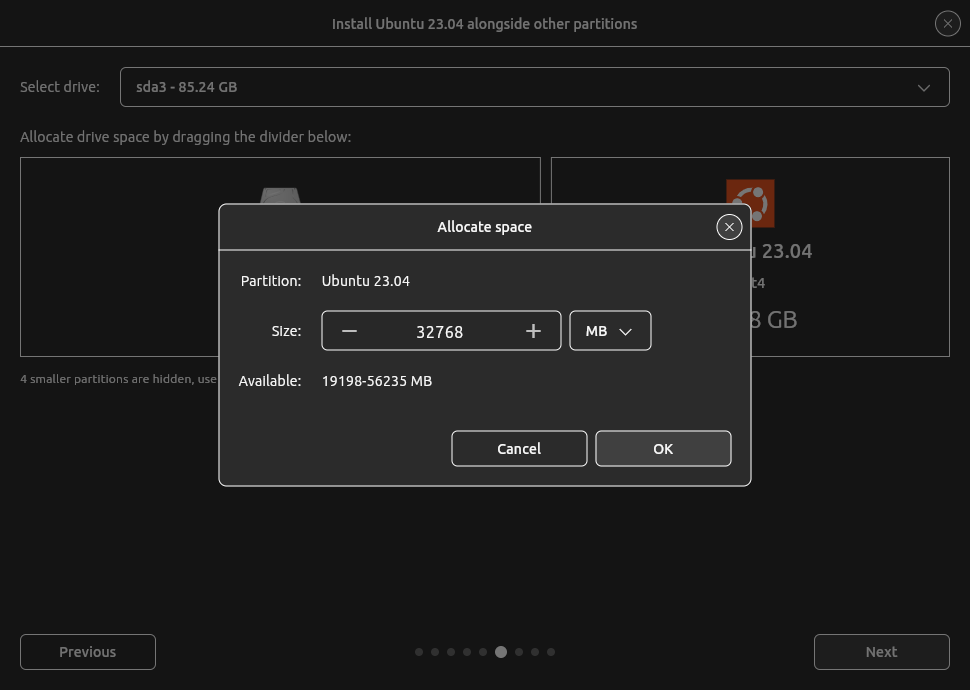 Install Ubuntu 23.04 alongside other partitions
Select drive: sda3 - 85.24 GB
Allocate drive space by dragging the divider below:
Allocate space
23.04
Partition: Ubuntu 23.04
t4
Size: 32768 MB
8 GB
Available: 19198-56235 MB
4 smaller partitions are hidden, use
Cancel OK
Previous Next